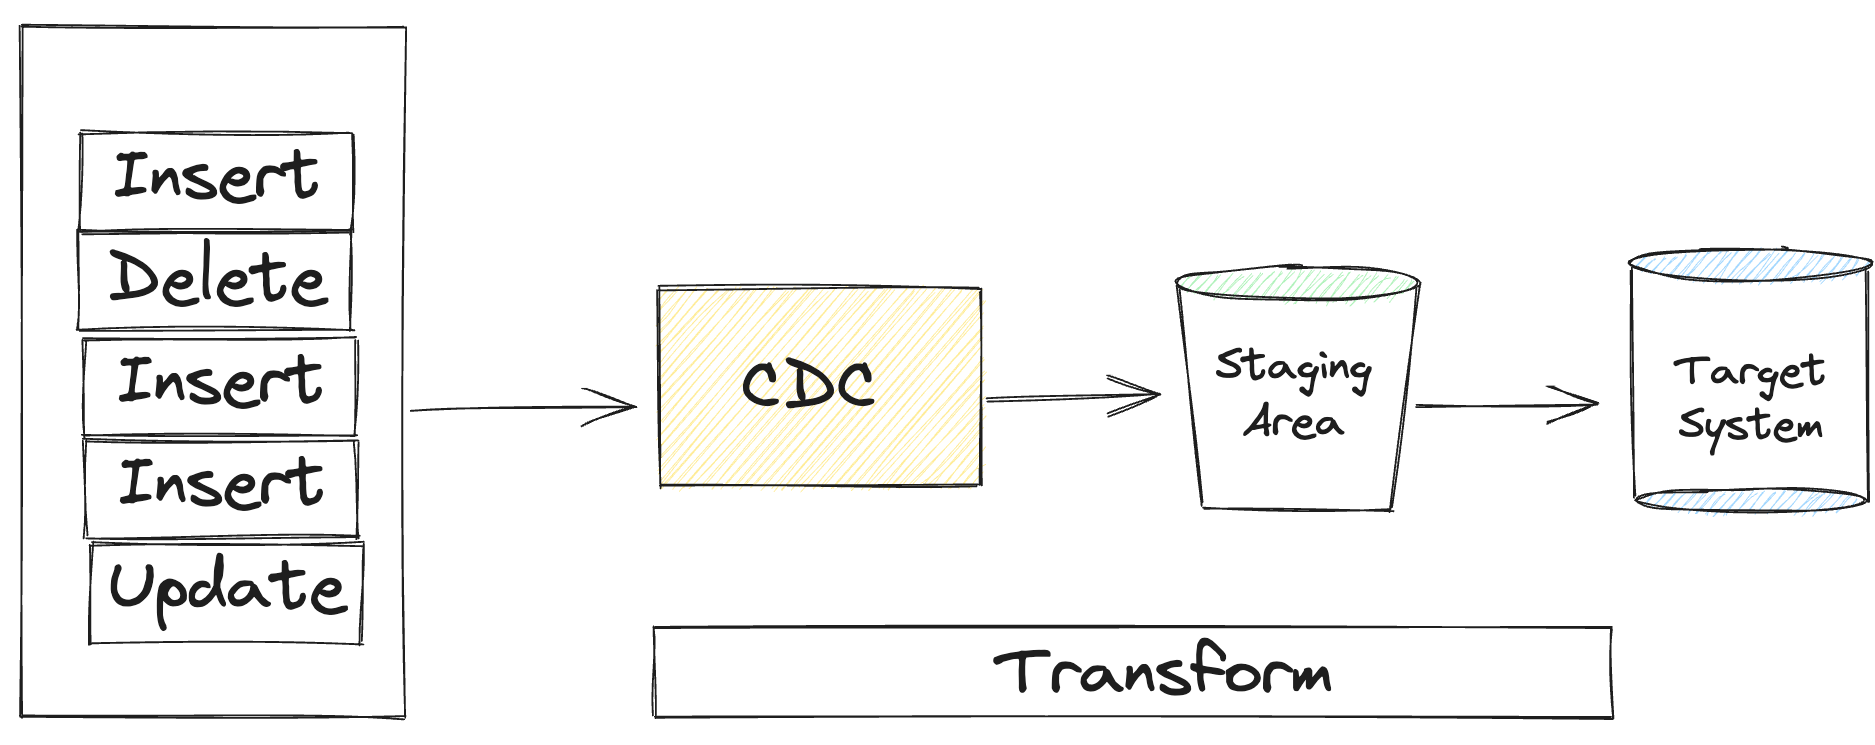 Insert
Delete
Insert
Insert
Update
CDC
Staging
Area
Target
System
Transform